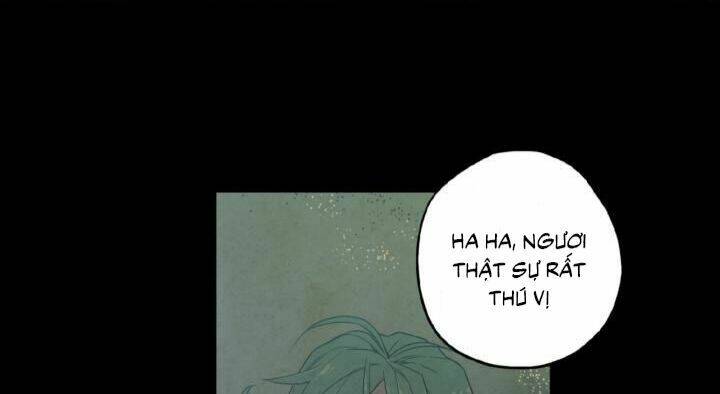 HA HA, NGƯƠI
THẬT SỰ RẤT
THÚ VỊ